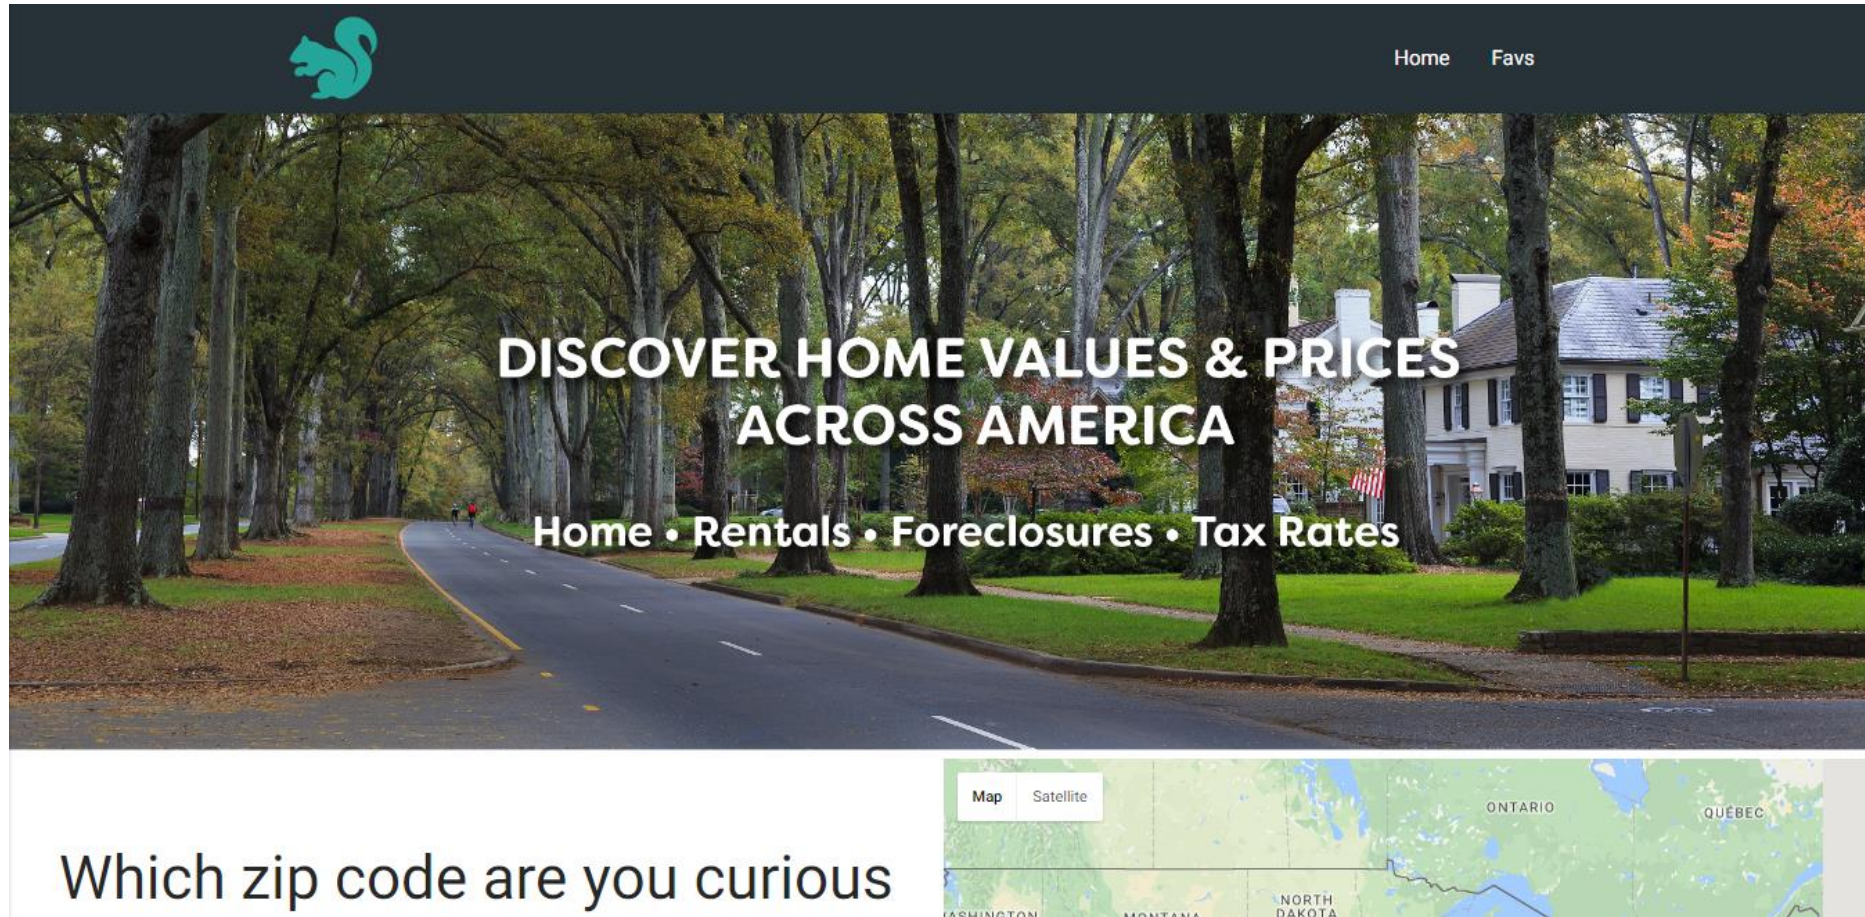 Home Favs
DISCOVER HOME VALUES & PRICES
ACROSS AMERICA
Home • Rentals • Foreclosures • Tax Rates
Which zip code are you curious
Map Satellite
ONTARIO
QUÉBEC
NORTH
DAKOTA
MONTANA